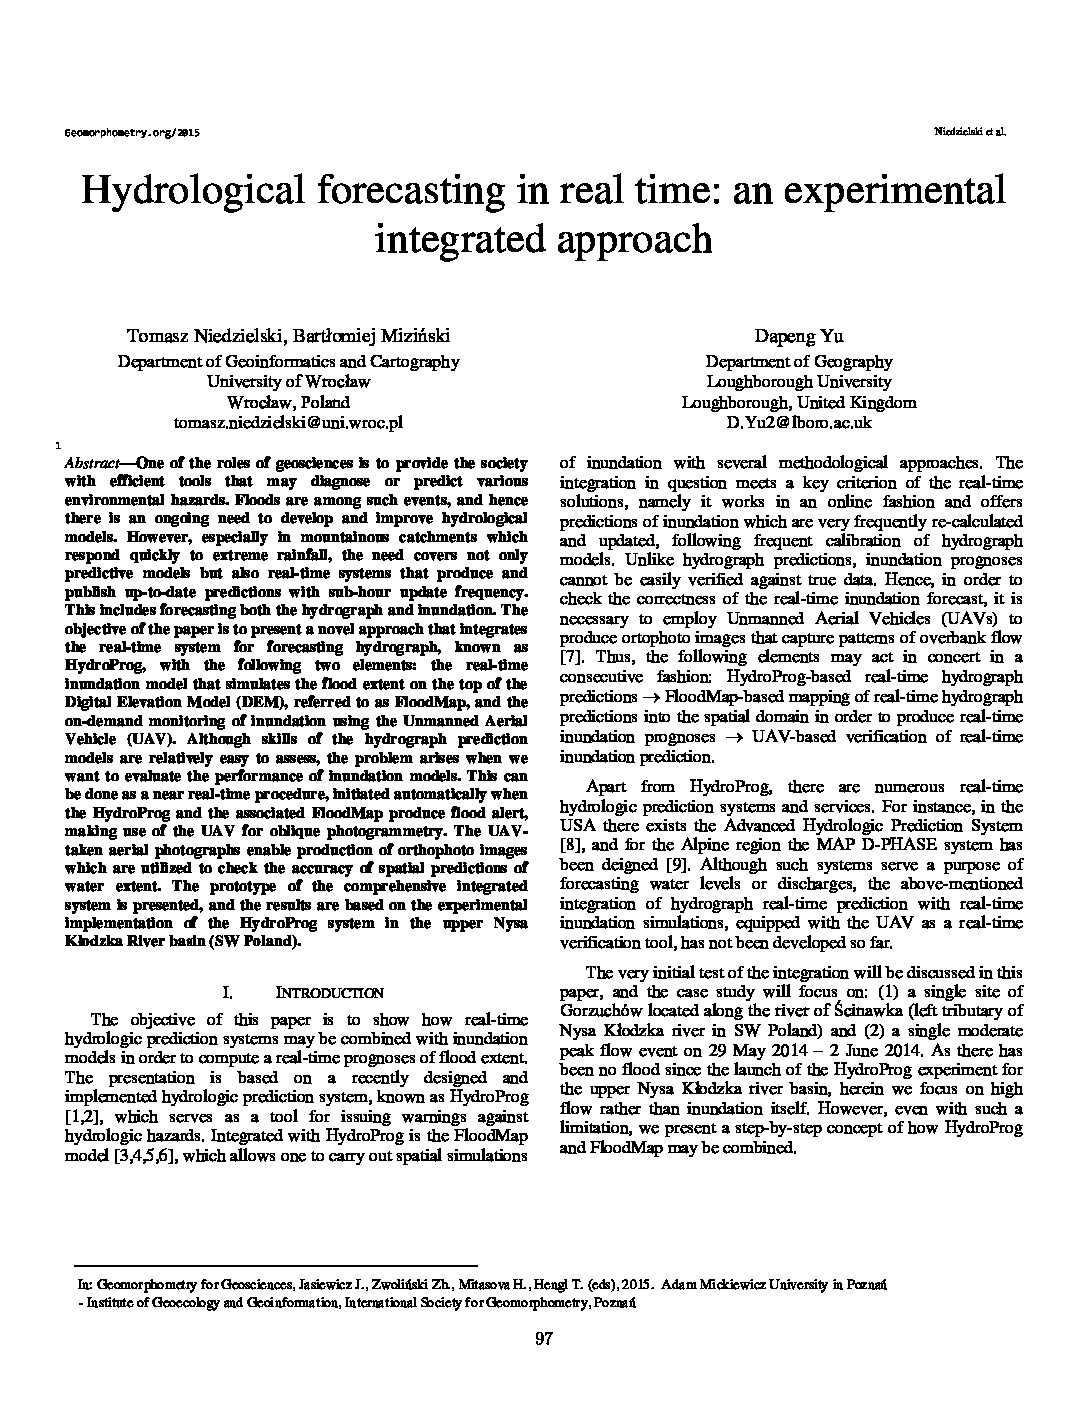 Geomorphometry.org/2015
Niedzielski et al.
Hydrological forecasting in real time: an experimental
integrated approach
Tomasz Niedzielski, Bartłomiej Miziński
Department of Geoinformatics and Cartography
University of Wrocław
Wrocław, Poland
tomasz.niedzielski@uni.wroc.pl
Dapeng Yu
Department of Geography
Loughborough University
Loughborough, United Kingdom
D.Yu2@lboro.ac.uk
1
Abstract—One of the roles of geosciences is to provide the society
with efficient tools that may diagnose or predict various
environmental hazards. Floods are among such events, and hence
there is an ongoing need to develop and improve hydrological
models. However, especially in mountainous catchments which
respond quickly to extreme rainfall, the need covers not only
predictive models but also real-time systems that produce and
publish up-to-date predictions with sub-hour update frequency.
This includes forecasting both the hydrograph and inundation. The
objective of the paper is to present a novel approach that integrates
the real-time system for forecasting hydrograph, known as
HydroProg, with the following two elements: the real-time
inundation model that simulates the flood extent on the top of the
Digital Elevation Model (DEM), referred to as FloodMap, and the
on-demand monitoring of inundation using the Unmanned Aerial
Vehicle (UAV). Although skills of the hydrograph prediction
models are relatively easy to assess, the problem arises when we
want to evaluate the performance of inundation models. This can
be done as a near real-time procedure, initiated automatically when
the HydroProg and the associated FloodMap produce flood alert,
making use of the UAV for oblique photogrammetry. The UAV-
taken aerial photographs enable production of orthophoto images
which are utilized to check the accuracy of spatial predictions of
water extent. The prototype of the comprehensive integrated
system is presented, and the results are based on the experimental
implementation of the HydroProg system in the upper Nysa
Kłodzka River basin (SW Poland).
I. INTRODUCTION
The objective of this paper is to show how real-time
hydrologic prediction systems may be combined with inundation
models in order to compute a real-time prognoses of flood extent.
The presentation is based on a recently designed and
implemented hydrologic prediction system, known as HydroProg
[1,2], which serves as a tool for issuing warnings against
hydrologic hazards. Integrated with HydroProg is the FloodMap
model [3,4,5,6], which allows one to carry out spatial simulations
of inundation with several methodological approaches. The
integration in question meets a key criterion of the real-time
solutions, namely it works in an online fashion and offers
predictions of inundation which are very frequently re-calculated
and updated, following frequent calibration of hydrograph
models. Unlike hydrograph predictions, inundation prognoses
cannot be easily verified against true data. Hence, in order to
check the correctness of the real-time inundation forecast, it is
necessary to employ Unmanned Aerial Vehicles (UAVs) to
produce ortophoto images that capture patterns of overbank flow
[7]. Thus, the following elements may act in concert in a
consecutive fashion: HydroProg-based real-time hydrograph
predictions → FloodMap-based mapping of real-time hydrograph
predictions into the spatial domain in order to produce real-time
inundation prognoses → UAV-based verification of real-time
inundation prediction.
Apart from HydroProg, there are numerous real-time
hydrologic prediction systems and services. For instance, in the
USA there exists the Advanced Hydrologic Prediction System
[8], and for the Alpine region the MAP D-PHASE system has
been deigned [9]. Although such systems serve a purpose of
forecasting water levels or discharges, the above-mentioned
integration of hydrograph real-time prediction with real-time
inundation simulations, equipped with the UAV as a real-time
verification tool, has not been developed so far.
The very initial test of the integration will be discussed in this
paper, and the case study will focus on: (1) a single site of
Gorzuchów located along the river of Ścinawka (left tributary of
Nysa Kłodzka river in SW Poland) and (2) a single moderate
peak flow event on 29 May 2014 – 2 June 2014. As there has
been no flood since the launch of the HydroProg experiment for
the upper Nysa Kłodzka river basin, herein we focus on high
flow rather than inundation itself. However, even with such a
limitation, we present a step-by-step concept of how HydroProg
and FloodMap may be combined.
In: Geomorphometry for Geosciences, Jasiewicz J., Zwoliński Zb., Mitasova H., Hengl T. (eds), 2015. Adam Mickiewicz University in Poznań
- Institute of Geoecology and Geoinformation, International Society for Geomorphometry, Poznań
97